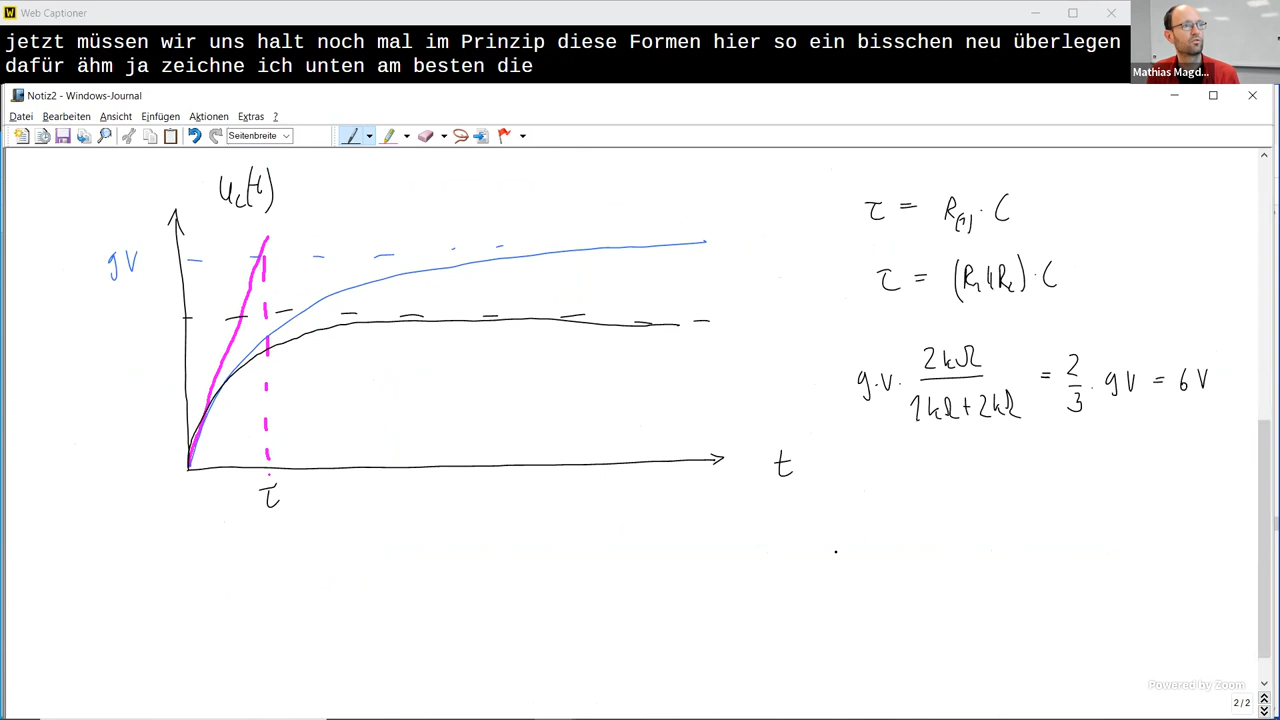 Web Captioner
jetzt müssen wir uns halt noch mal im Prinzip diese Formen hier so ein bisschen neu überlegen
dafür ähm ja zeichne ich unten am besten die
Mathias Magd...
Notiz2 - Windows-Journal
Datei Bearbeiten Ansicht Einfügen Aktionen Extras ?
Seitenbreite
u_c(t)
9V
t
τ
τ = R_(1) · C
τ = (R_1 || R_2) · C
9V · 2kΩ / (1kΩ + 2kΩ) = 2/3 · 9V = 6V
Powered by Zoom
2/2